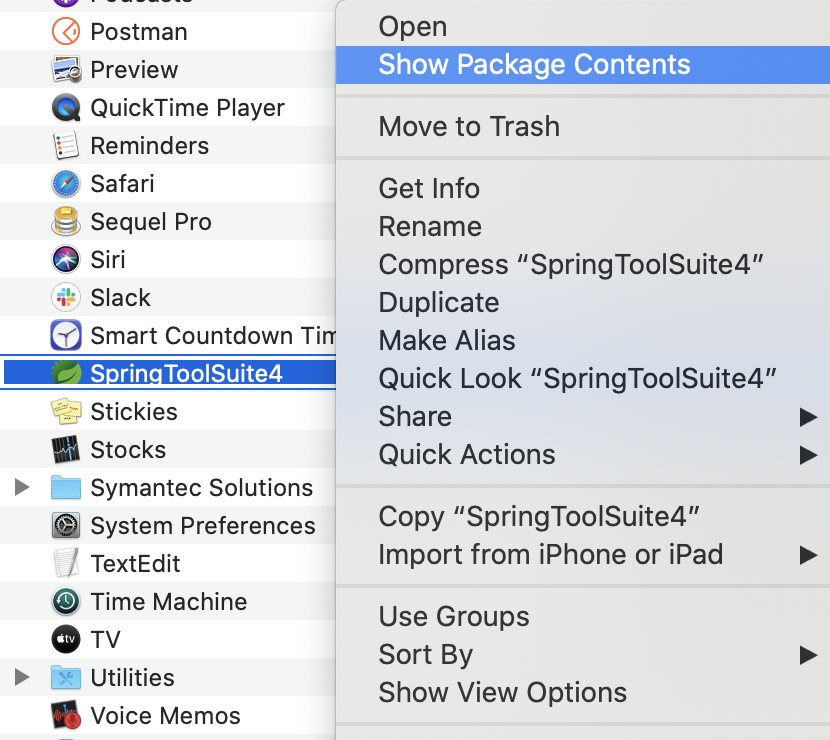 Podcasts
Postman
Preview
QuickTime Player
Reminders
Safari
Sequel Pro
Siri
Slack
Smart Countdown Tim
SpringToolSuite4
Stickies
Stocks
Symantec Solutions
System Preferences
TextEdit
Time Machine
tv
TV
Utilities
Voice Memos
Open
Show Package Contents
Move to Trash
Get Info
Rename
Compress “SpringToolSuite4”
Duplicate
Make Alias
Quick Look “SpringToolSuite4”
Share
Quick Actions
Copy “SpringToolSuite4”
Import from iPhone or iPad
Use Groups
Sort By
Show View Options